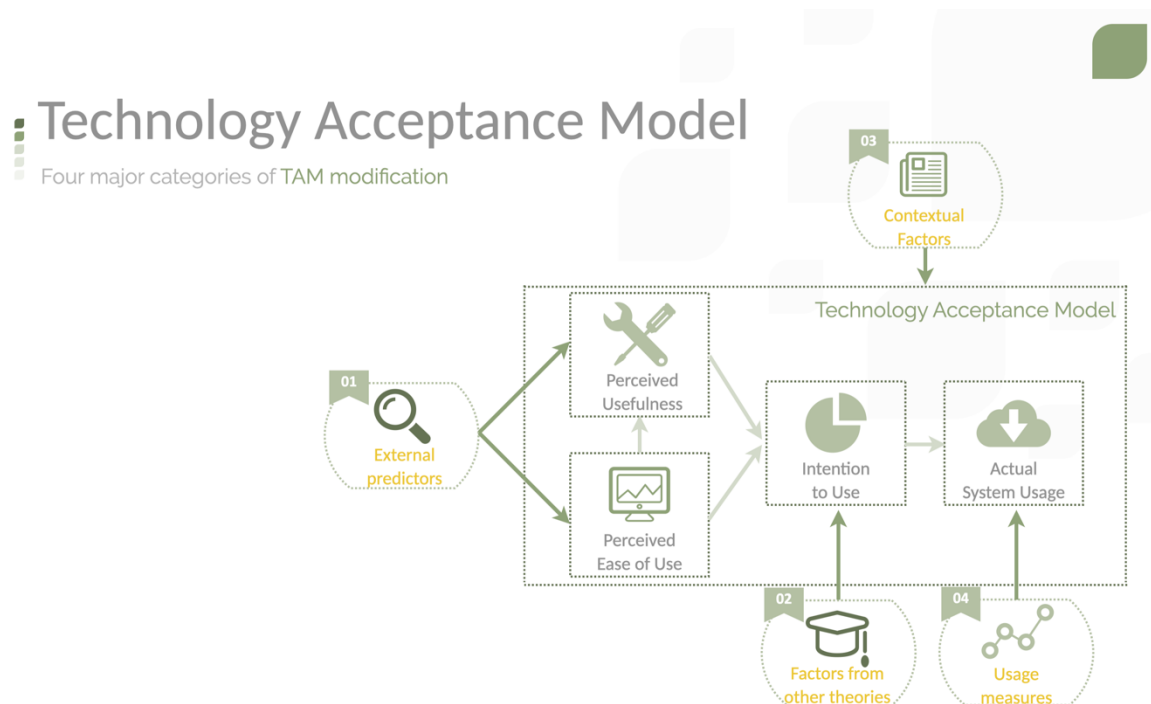 Technology Acceptance Model
Four major categories of TAM modification
03
Contextual
Factors
Technology Acceptance Model
Perceived
Usefulness
01
External
predictors
Intention
to Use
Actual
System Usage
Perceived
Ease of Use
02
Factors from
other theories
04
Usage
measures